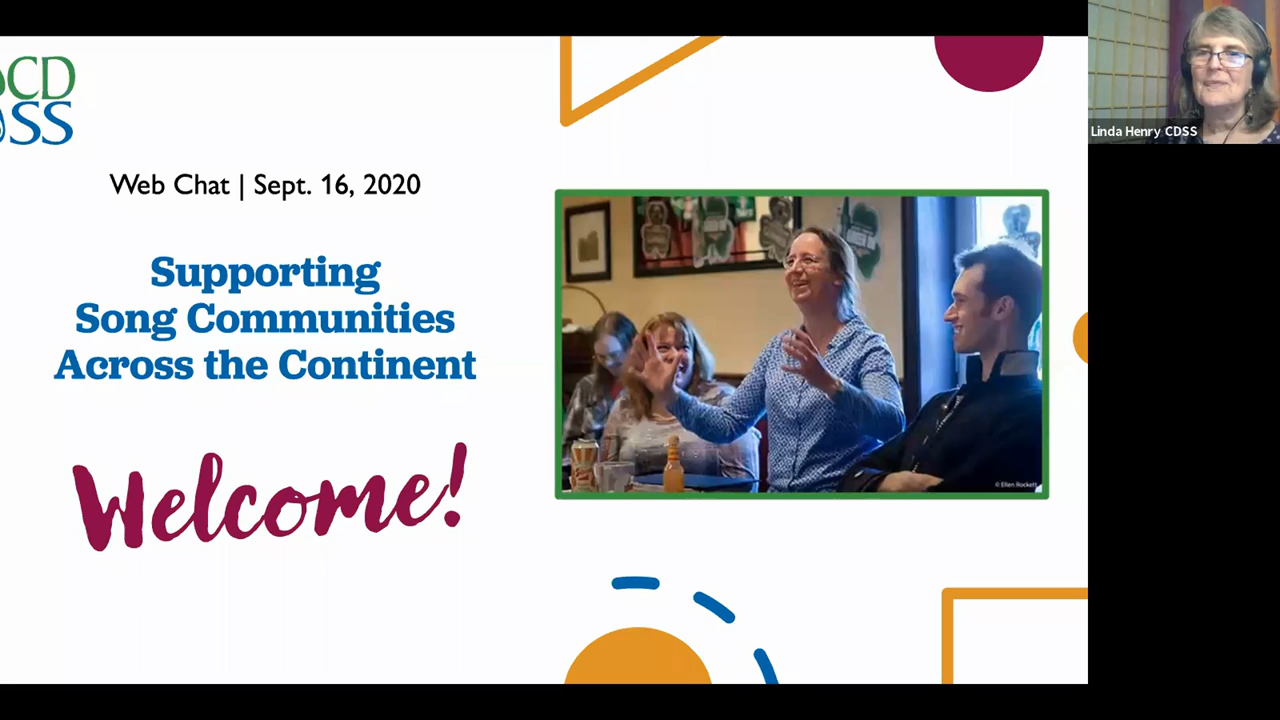 CD
SS
Web Chat | Sept. 16, 2020
Supporting
Song Communities
Across the Continent
Welcome!
© Ellen Rockett
Linda Henry CDSS